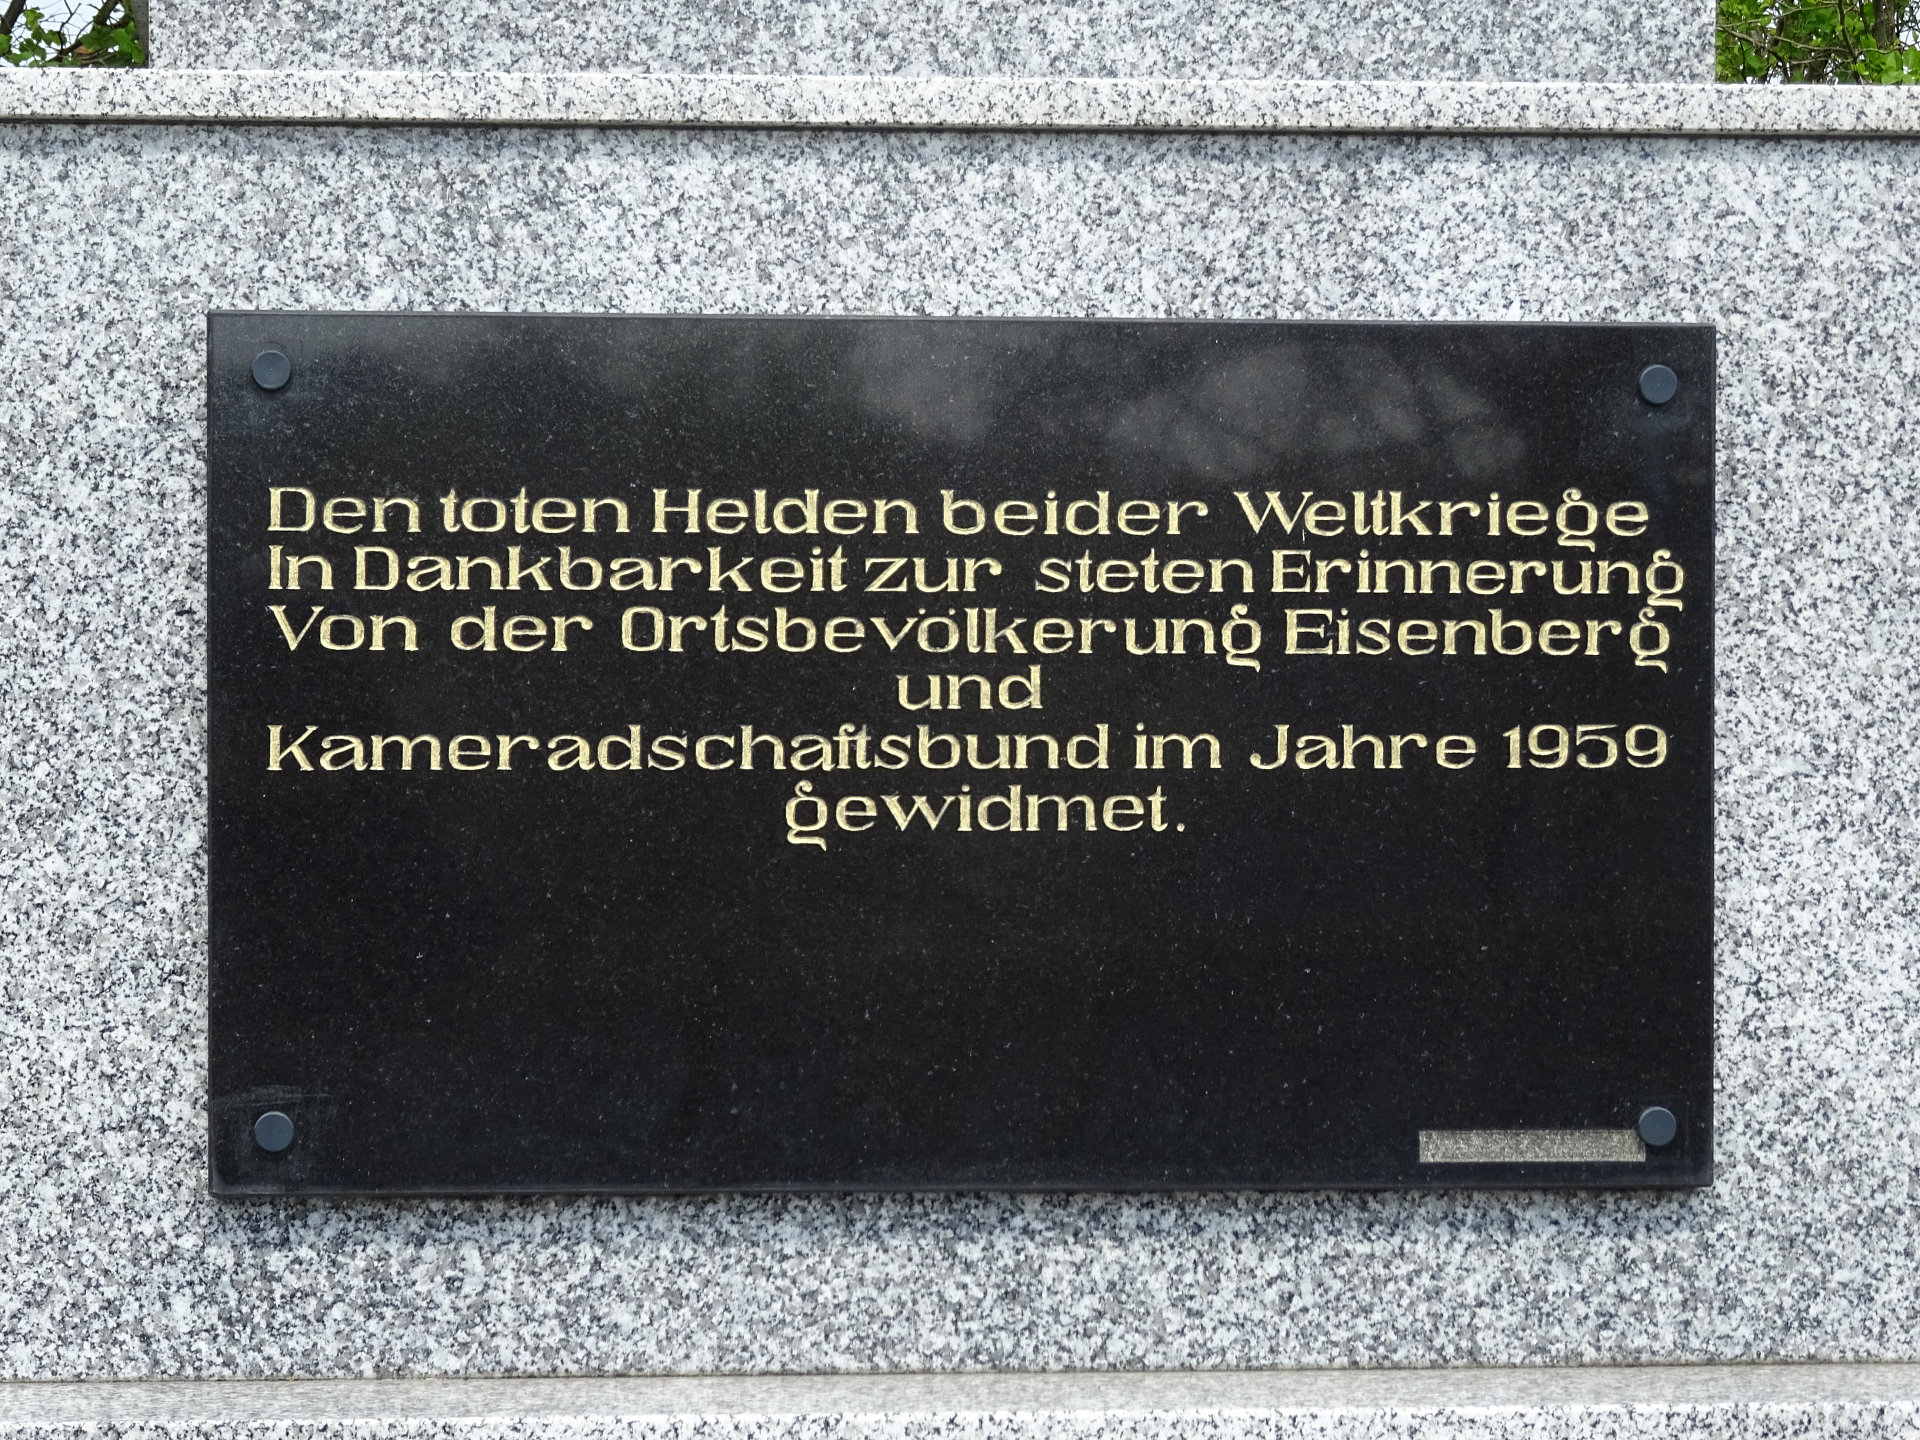 Den toten Helden beider Weltkriege
In Dankbarkeit zur steten Erinnerung
Von der Ortsbevölkerung Eisenberg
und
Kameradschaftsbund im Jahre 1959
gewidmet.